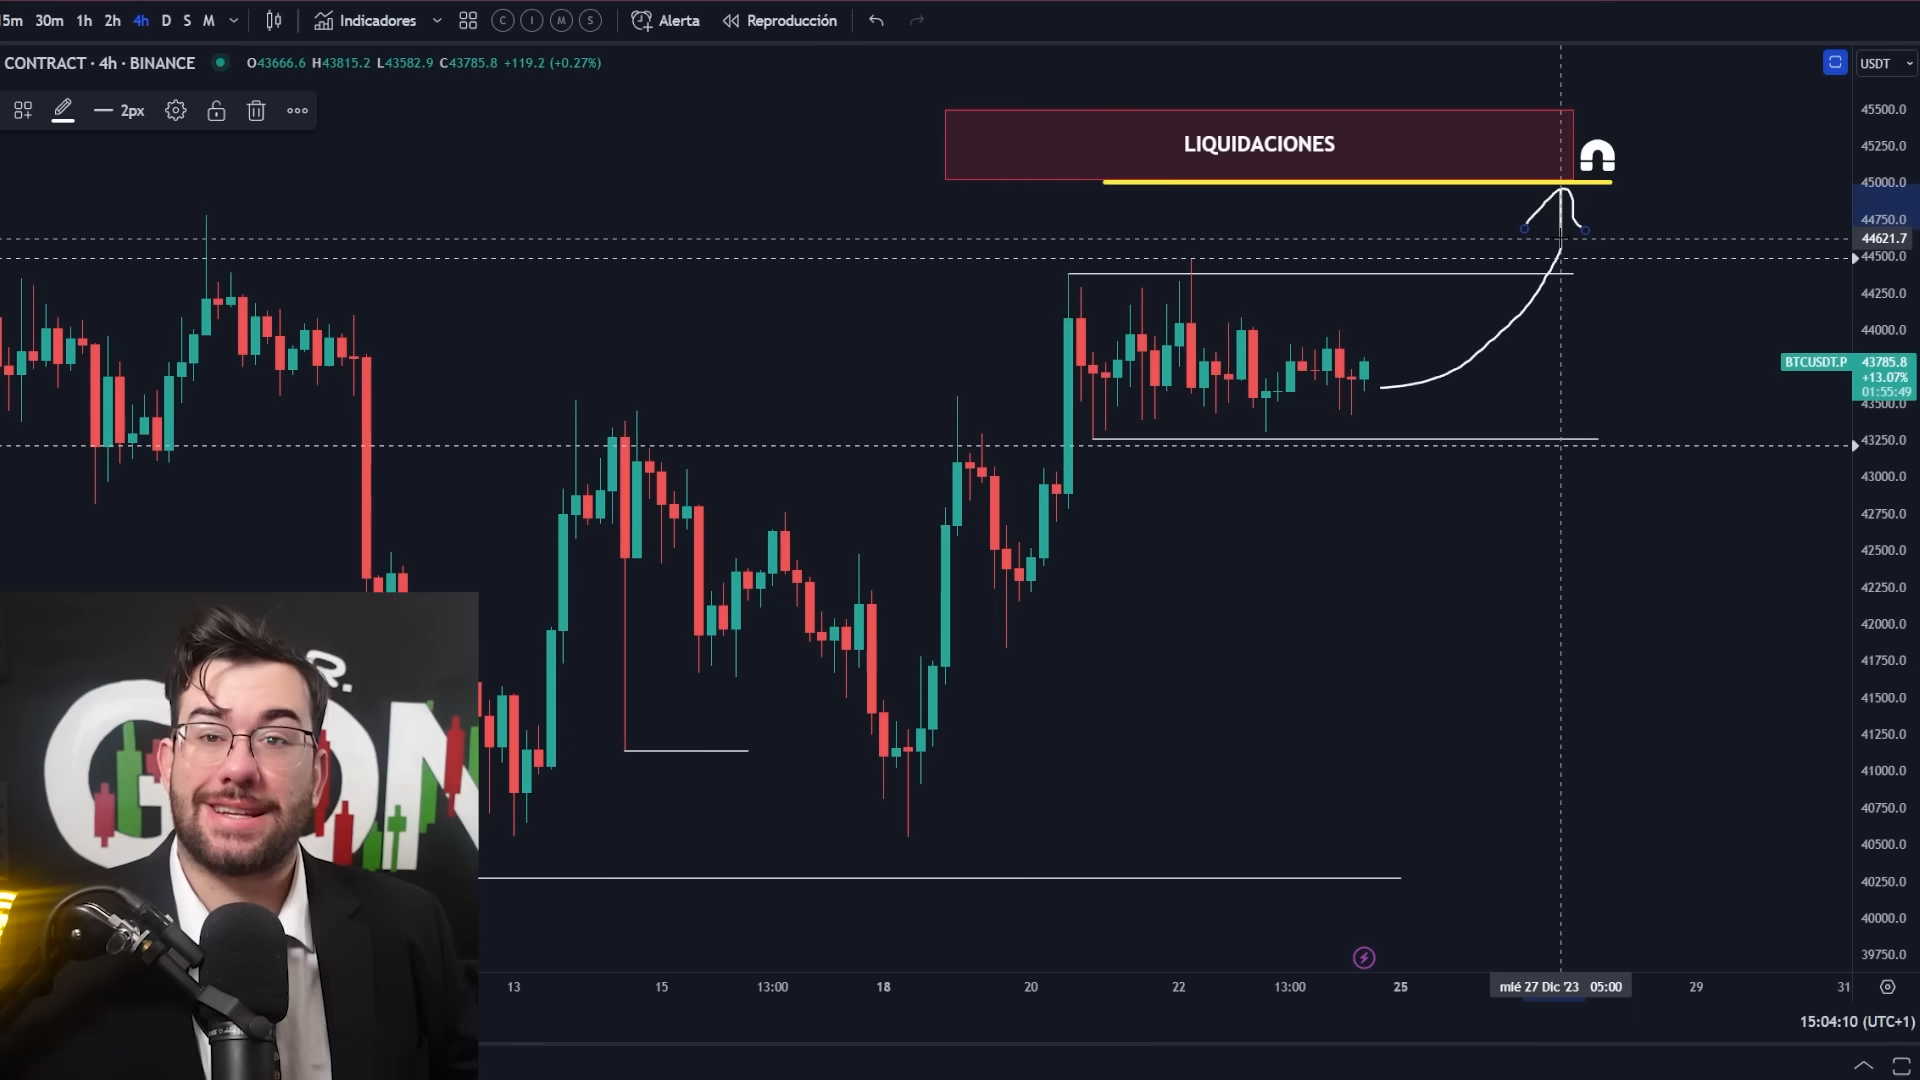 15m 30m 1h 2h 4h D S M Indicadores C I M S Alerta Reproducción
CONTRACT · 4h · BINANCE O43666.6 H43815.2 L43582.9 C43785.8 +119.2 (+0.27%)
USDT
2px
LIQUIDACIONES
45500.0
45250.0
45000.0
44750.0
44621.7
44500.0
44250.0
44000.0
BTCUSDT.P 43785.8
+13.07%
01:55:49
43500.0
43250.0
43000.0
42750.0
42500.0
42250.0
42000.0
41750.0
41500.0
41250.0
41000.0
40750.0
40500.0
40250.0
40000.0
39750.0
R.
CON
13 15 13:00 18 20 22 13:00 25 mié 27 Dic '23 05:00 29 31
15:04:10 (UTC+1)